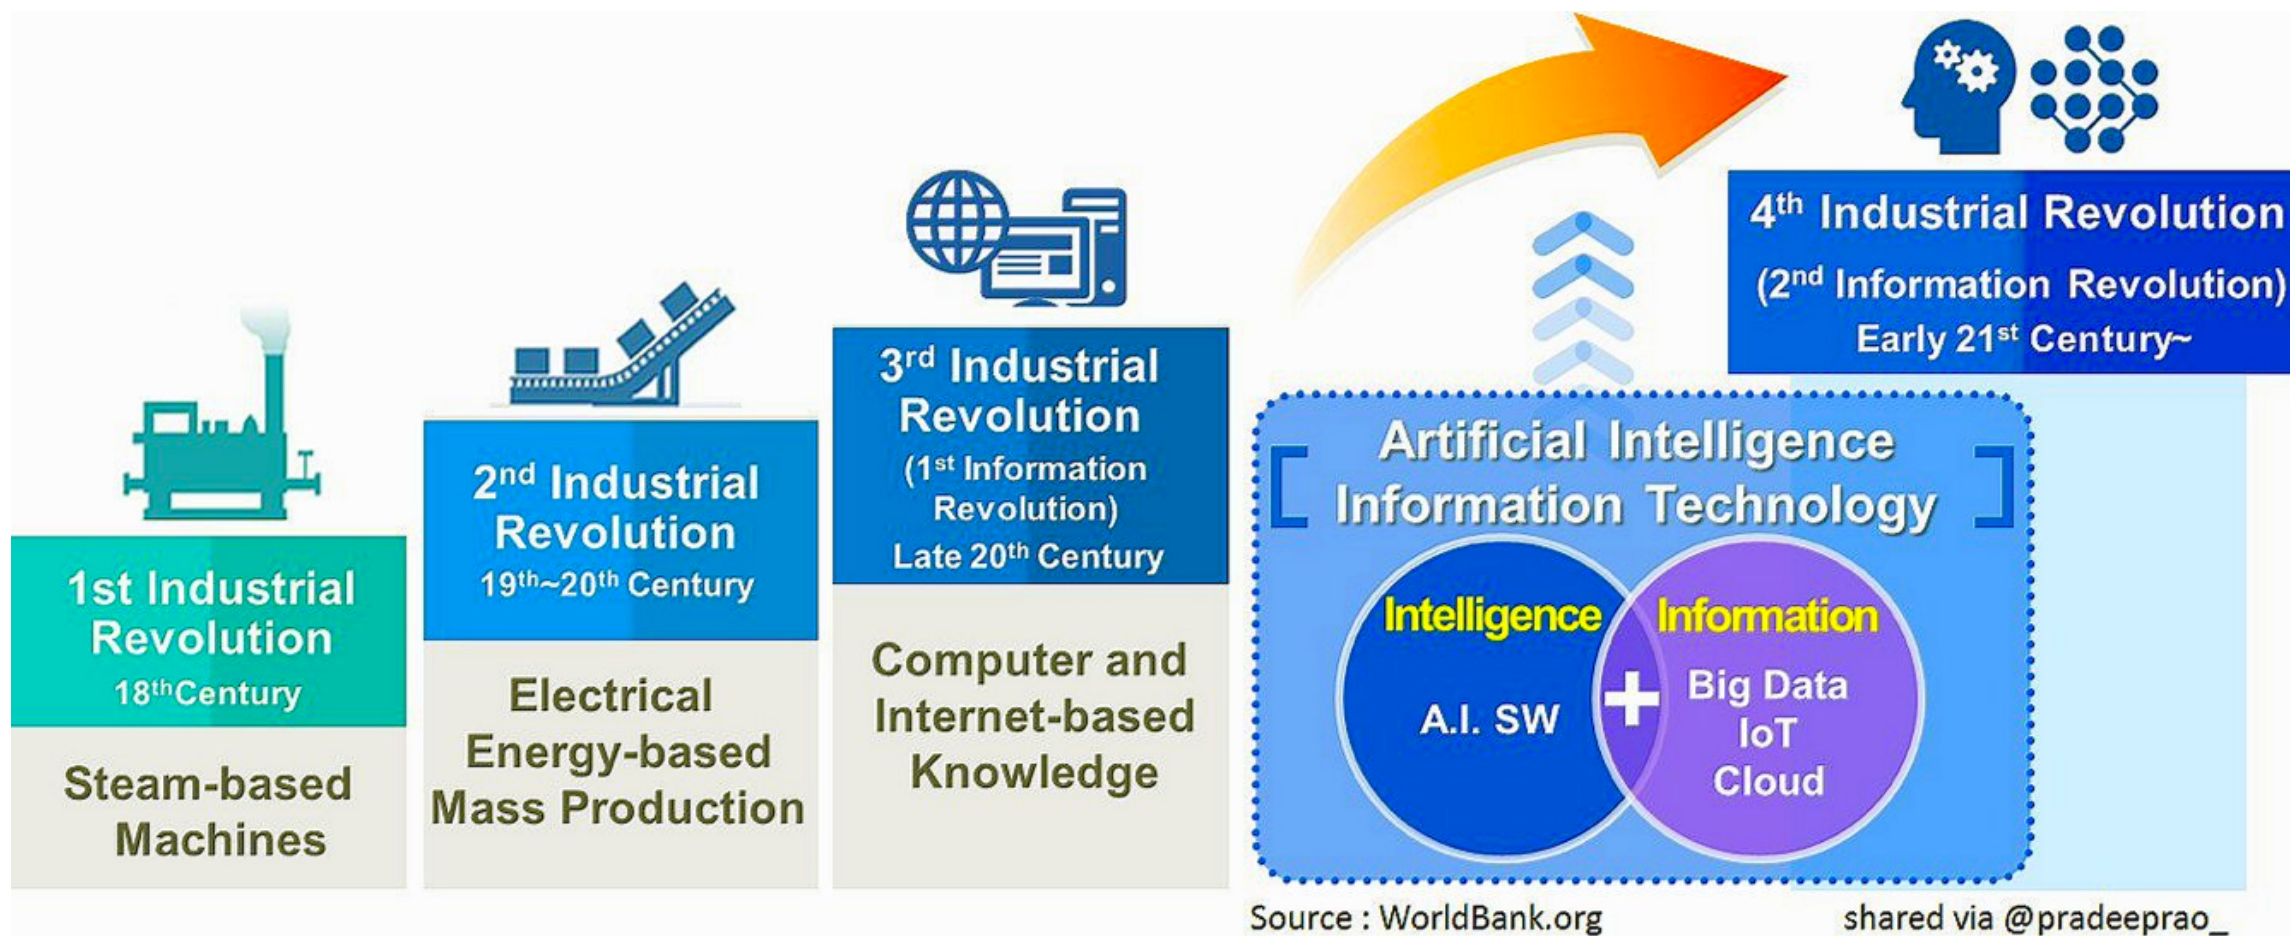 1st Industrial
Revolution
18thCentury
Steam-based
Machines
2nd Industrial
Revolution
19th~20th Century
Electrical
Energy-based
Mass Production
3rd Industrial
Revolution
(1st Information
Revolution)
Late 20th Century
Computer and
Internet-based
Knowledge
4th Industrial Revolution
(2nd Information Revolution)
Early 21st Century~
Artificial Intelligence
Information Technology
Intelligence
A.I. SW
+
Information
Big Data
IoT
Cloud
Source : WorldBank.org
shared via @pradeeprao_